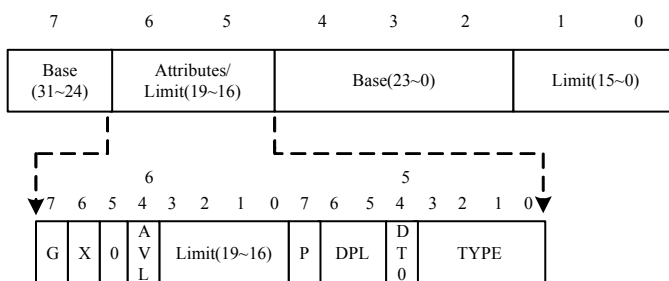 7 6 5 4 3 2 1 0
Base Attributes/ Base(23~0) Limit(15~0)
(31~24) Limit(19~16)
6 5
7 6 5 4 3 2 1 0 7 6 5 4 3 2 1 0
G X 0 AVL Limit(19~16) P DPL DT0 TYPE